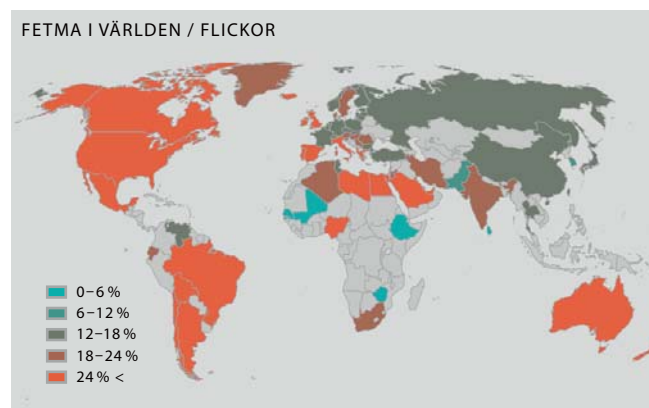 FETMA I VÄRLDEN / FLICKOR
0–6 %
6–12 %
12–18 %
18–24 %
24 % <